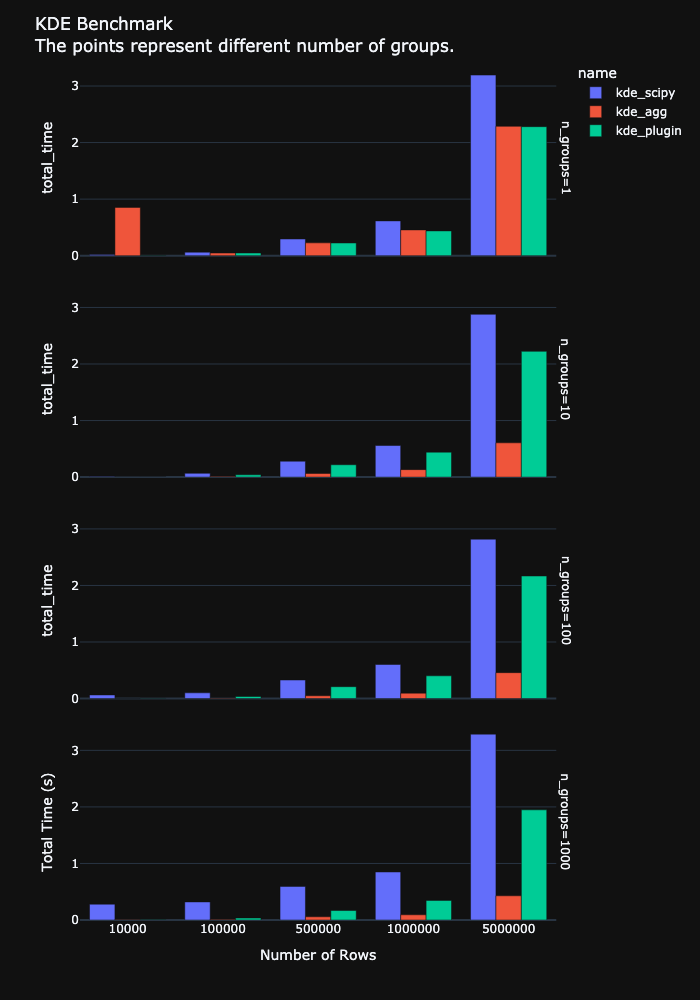 KDE Benchmark
The points represent different number of groups.
name
kde_scipy
kde_agg
kde_plugin
3
2
1
0
total_time
n_groups=1
3
2
1
0
total_time
n_groups=10
3
2
1
0
total_time
n_groups=100
3
2
1
0
Total Time (s)
n_groups=1000
10000 100000 500000 1000000 5000000
Number of Rows